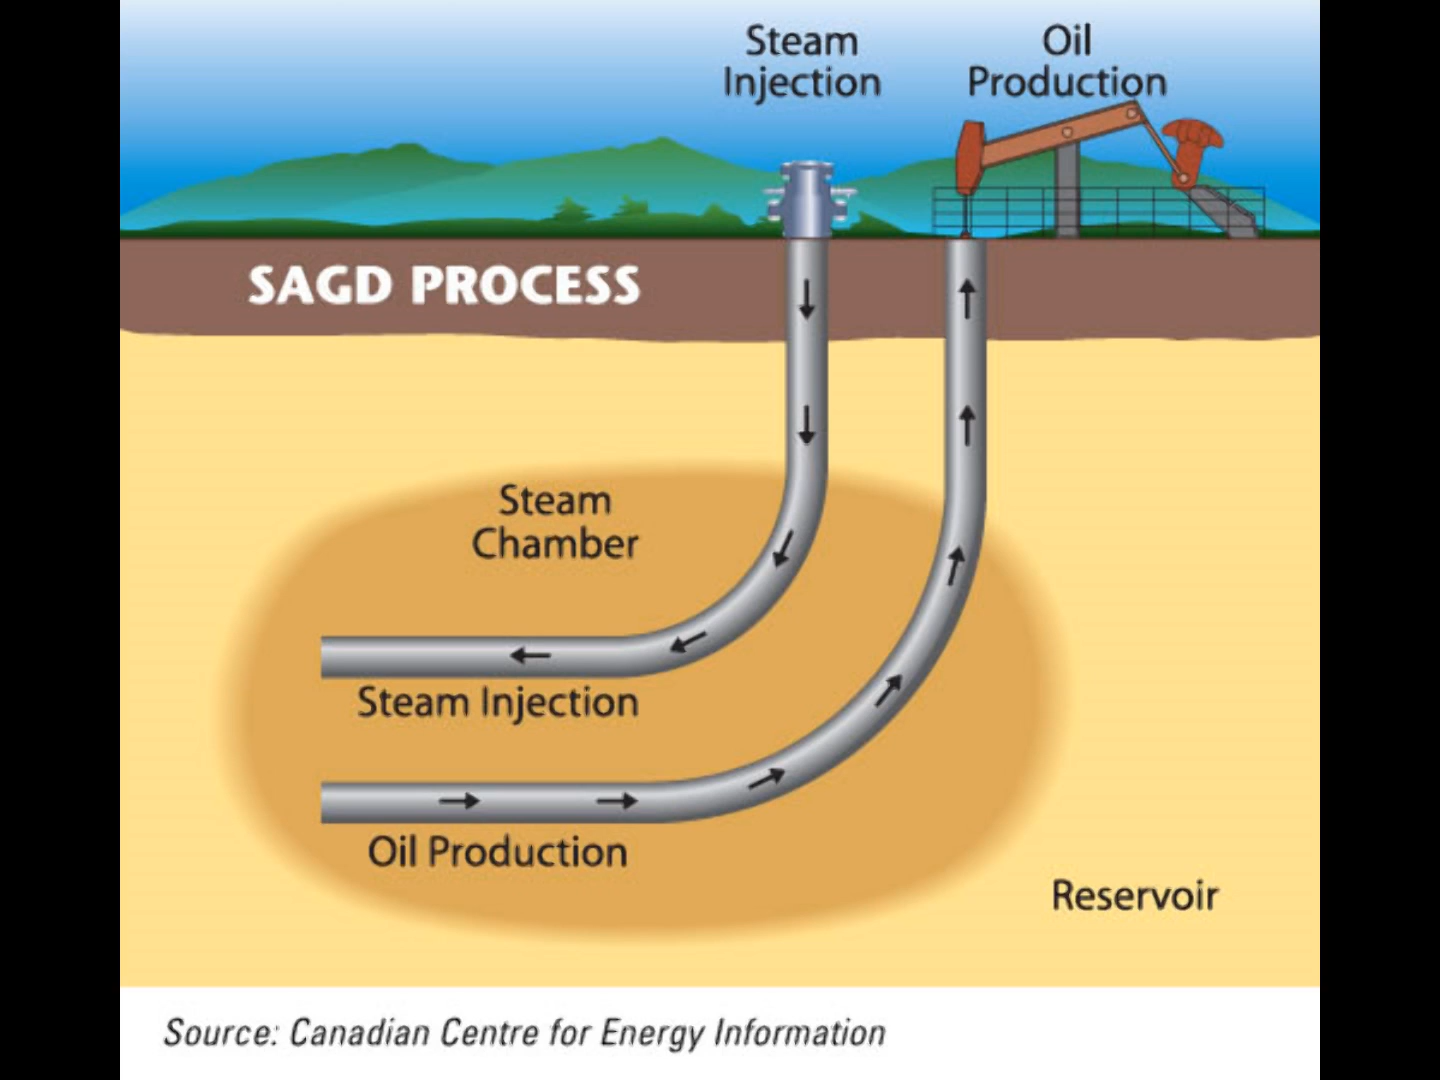 Steam
Injection
Oil
Production
SAGD PROCESS
Steam
Chamber
Steam Injection
Oil Production
Reservoir
Source: Canadian Centre for Energy Information